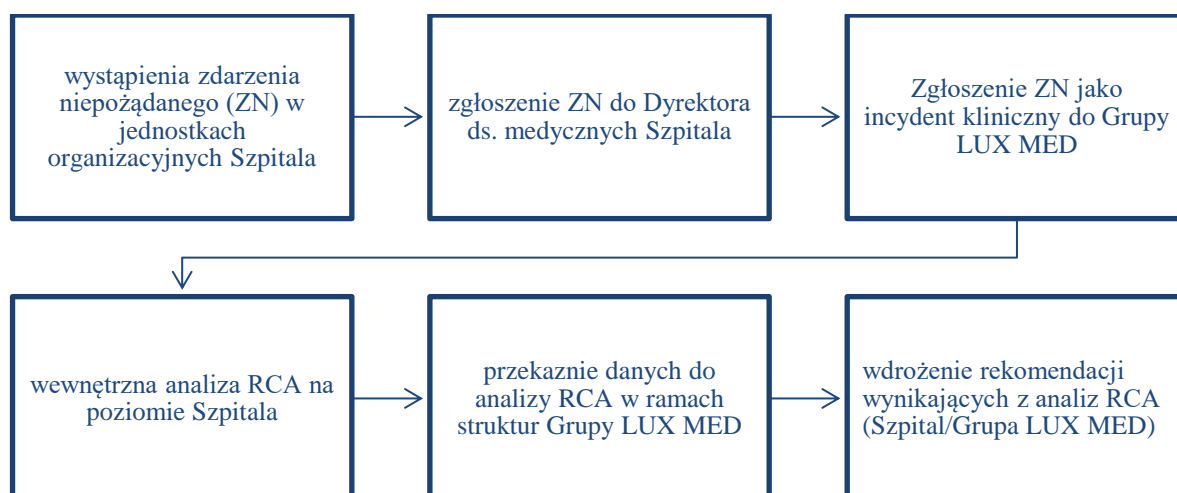 wystąpienia zdarzenia
niepożądanego (ZN) w
jednostkach
organizacyjnych Szpitala
zgłoszenie ZN do Dyrektora
ds. medycznych Szpitala
Zgłoszenie ZN jako
incydent kliniczny do Grupy
LUX MED
wewnętrzna analiza RCA na
poziomie Szpitala
przekaznie danych do
analizy RCA w ramach
struktur Grupy LUX MED
wdrożenie rekomendacji
wynikających z analiz RCA
(Szpital/Grupa LUX MED)